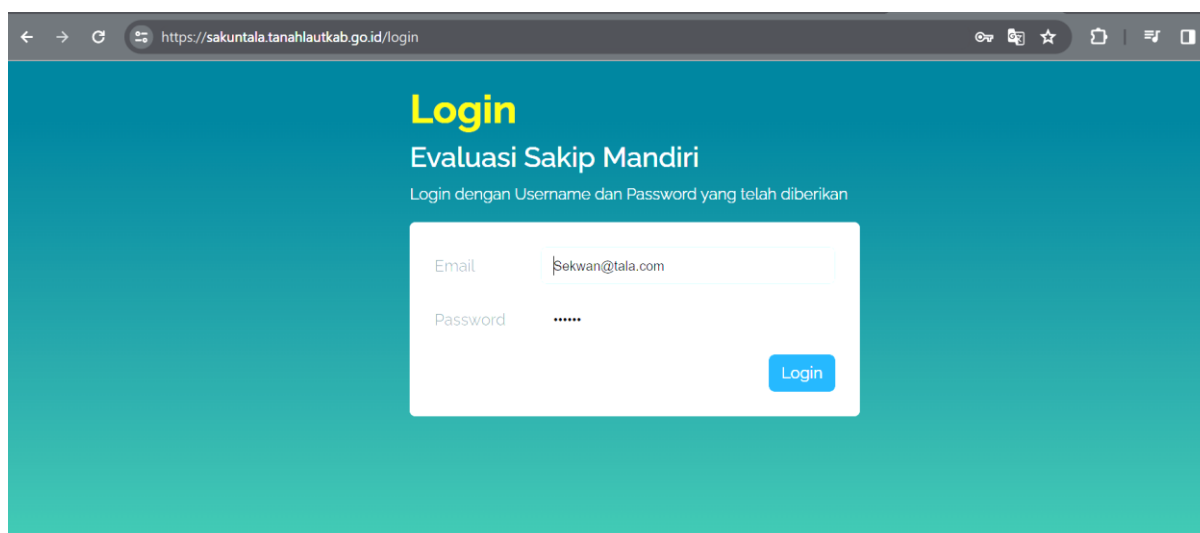 https://sakuntala.tanahlautkab.go.id/login
Login
Evaluasi Sakip Mandiri
Login dengan Username dan Password yang telah diberikan
Email
Sekwan@tala.com
Password
••••••
Login